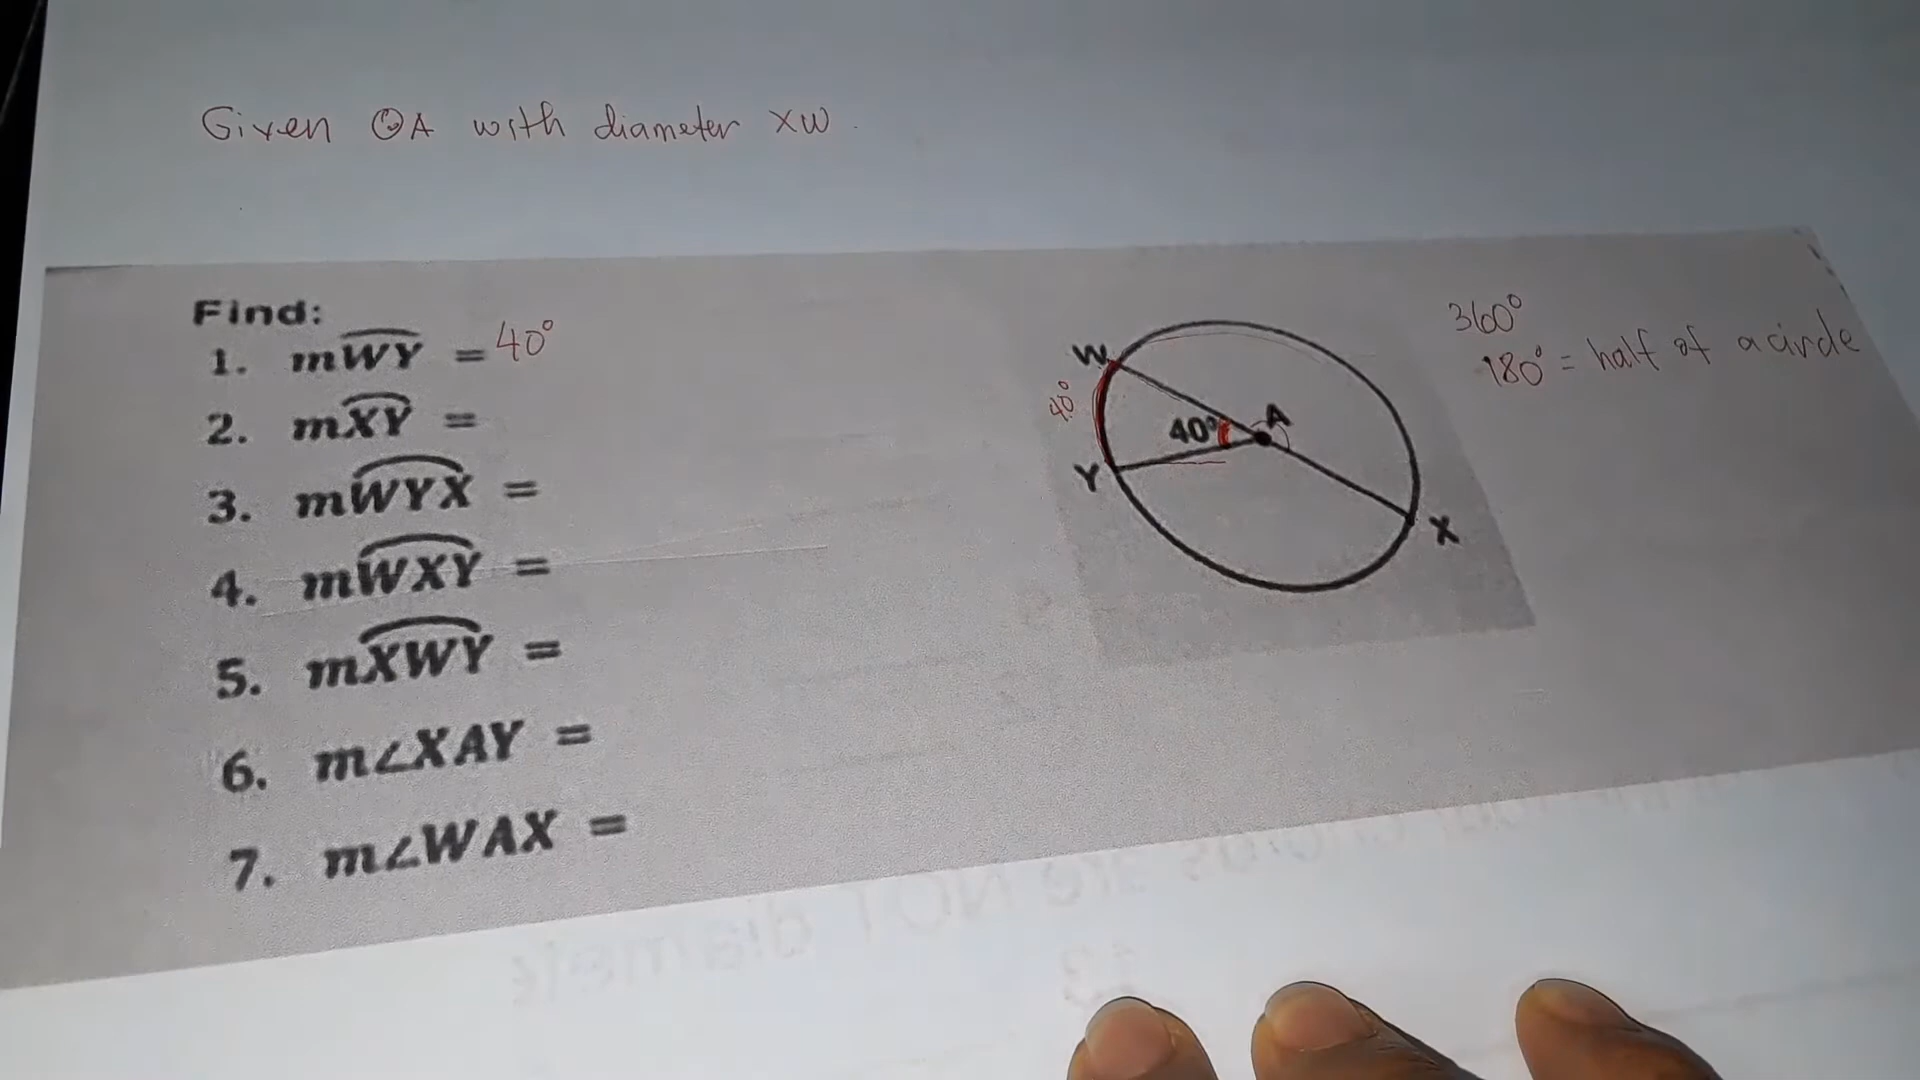 Given ⊙A with diameter XW.
Find:
1. mWY = 40°
2. mXY =
3. mWYX =
4. mWXY =
5. mXWY =
6. m∠XAY =
7. m∠WAX =
W
40°
40°
A
Y
X
360°
180° = half of a circle
13